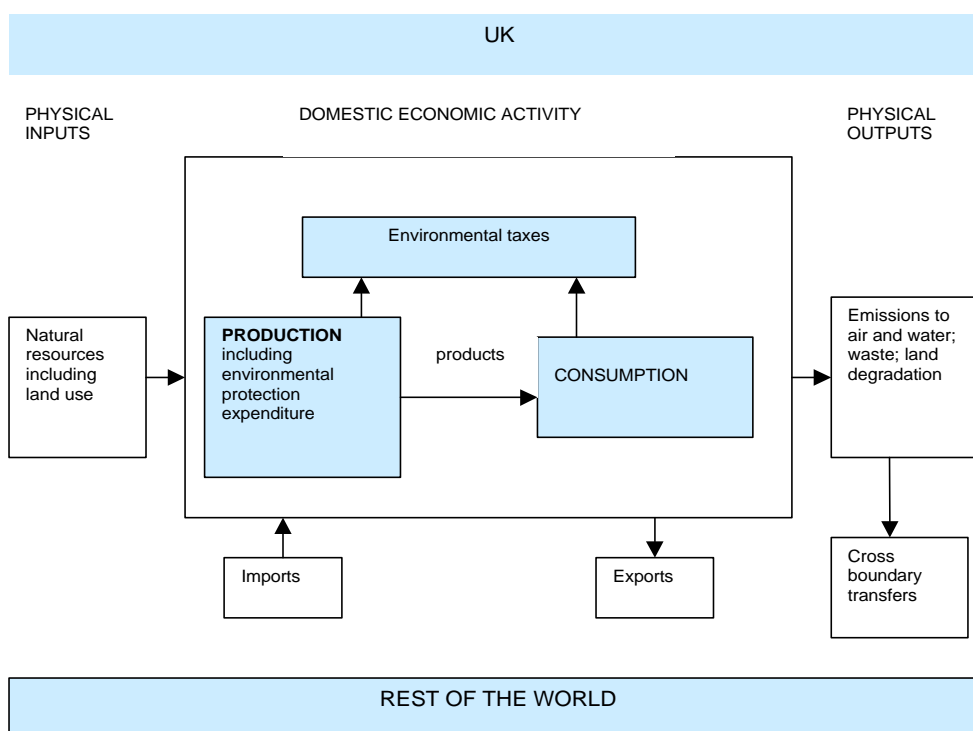 UK
PHYSICAL
INPUTS
DOMESTIC ECONOMIC ACTIVITY
PHYSICAL
OUTPUTS
Environmental taxes
Natural
resources
including
land use
PRODUCTION
including
environmental
protection
expenditure
products
CONSUMPTION
Emissions to
air and water;
waste; land
degradation
Imports
Exports
Cross
boundary
transfers
REST OF THE WORLD